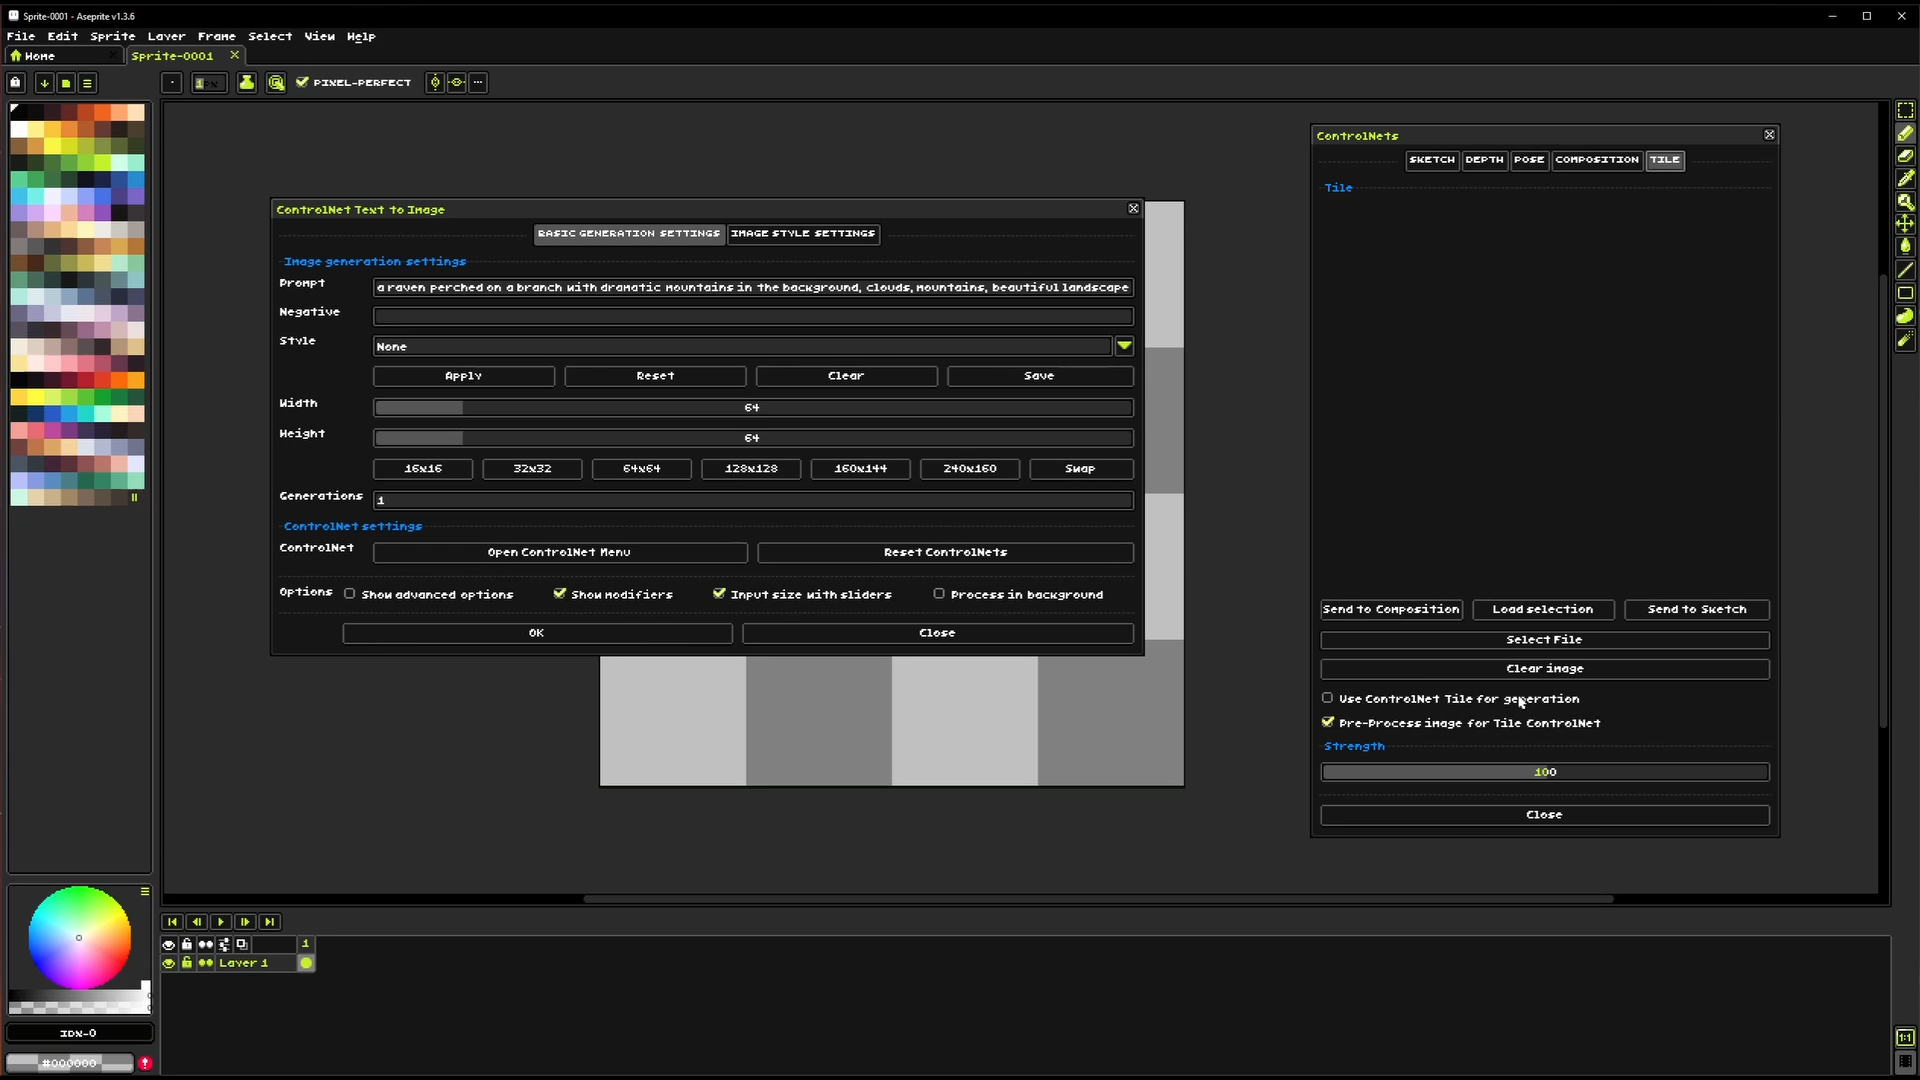 Sprite-0001 - Aseprite v1.3.6
File Edit Sprite Layer Frame Select View Help
Home Sprite-0001
1px PIXEL-PERFECT
ControlNets
SKETCH DEPTH POSE COMPOSITION TILE
Tile
ControlNet Text to Image
BASIC GENERATION SETTINGS IMAGE STYLE SETTINGS
Image generation settings
Prompt a raven perched on a branch with dramatic mountains in the background, clouds, mountains, beautiful landscape
Negative
Style None
Apply Reset Clear Save
Width 64
Height 64
16x16 32x32 64x64 128x128 160x144 240x160 Swap
Generations 1
ControlNet settings
ControlNet Open ControlNet Menu Reset ControlNets
Options Show advanced options Show modifiers Input size with sliders Process in background
OK Close
Send to Composition Load selection Send to Sketch
Select File
Clear image
Use ControlNet Tile for generation
Pre-Process image for Tile ControlNet
Strength
100
Close
1
Layer 1
IDX-0
#000000
1:1